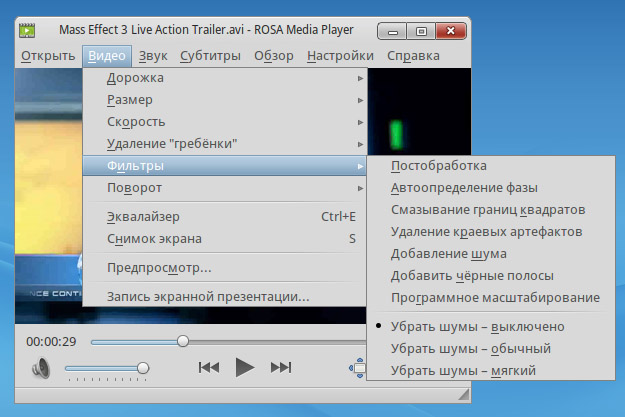 Mass Effect 3 Live Action Trailer.avi - ROSA Media Player
Открыть Видео Звук Субтитры Обзор Настройки Справка
Дорожка
Размер
Скорость
Удаление "гребёнки"
Фильтры
Поворот
Эквалайзер Ctrl+E
Снимок экрана S
Предпросмотр...
Запись экранной презентации...
Постобработка
Автоопределение фазы
Смазывание границ квадратов
Удаление краевых артефактов
Добавление шума
Добавить чёрные полосы
Программное масштабирование
Убрать шумы – выключено
Убрать шумы – обычный
Убрать шумы – мягкий
NCE CONTI
00:00:29